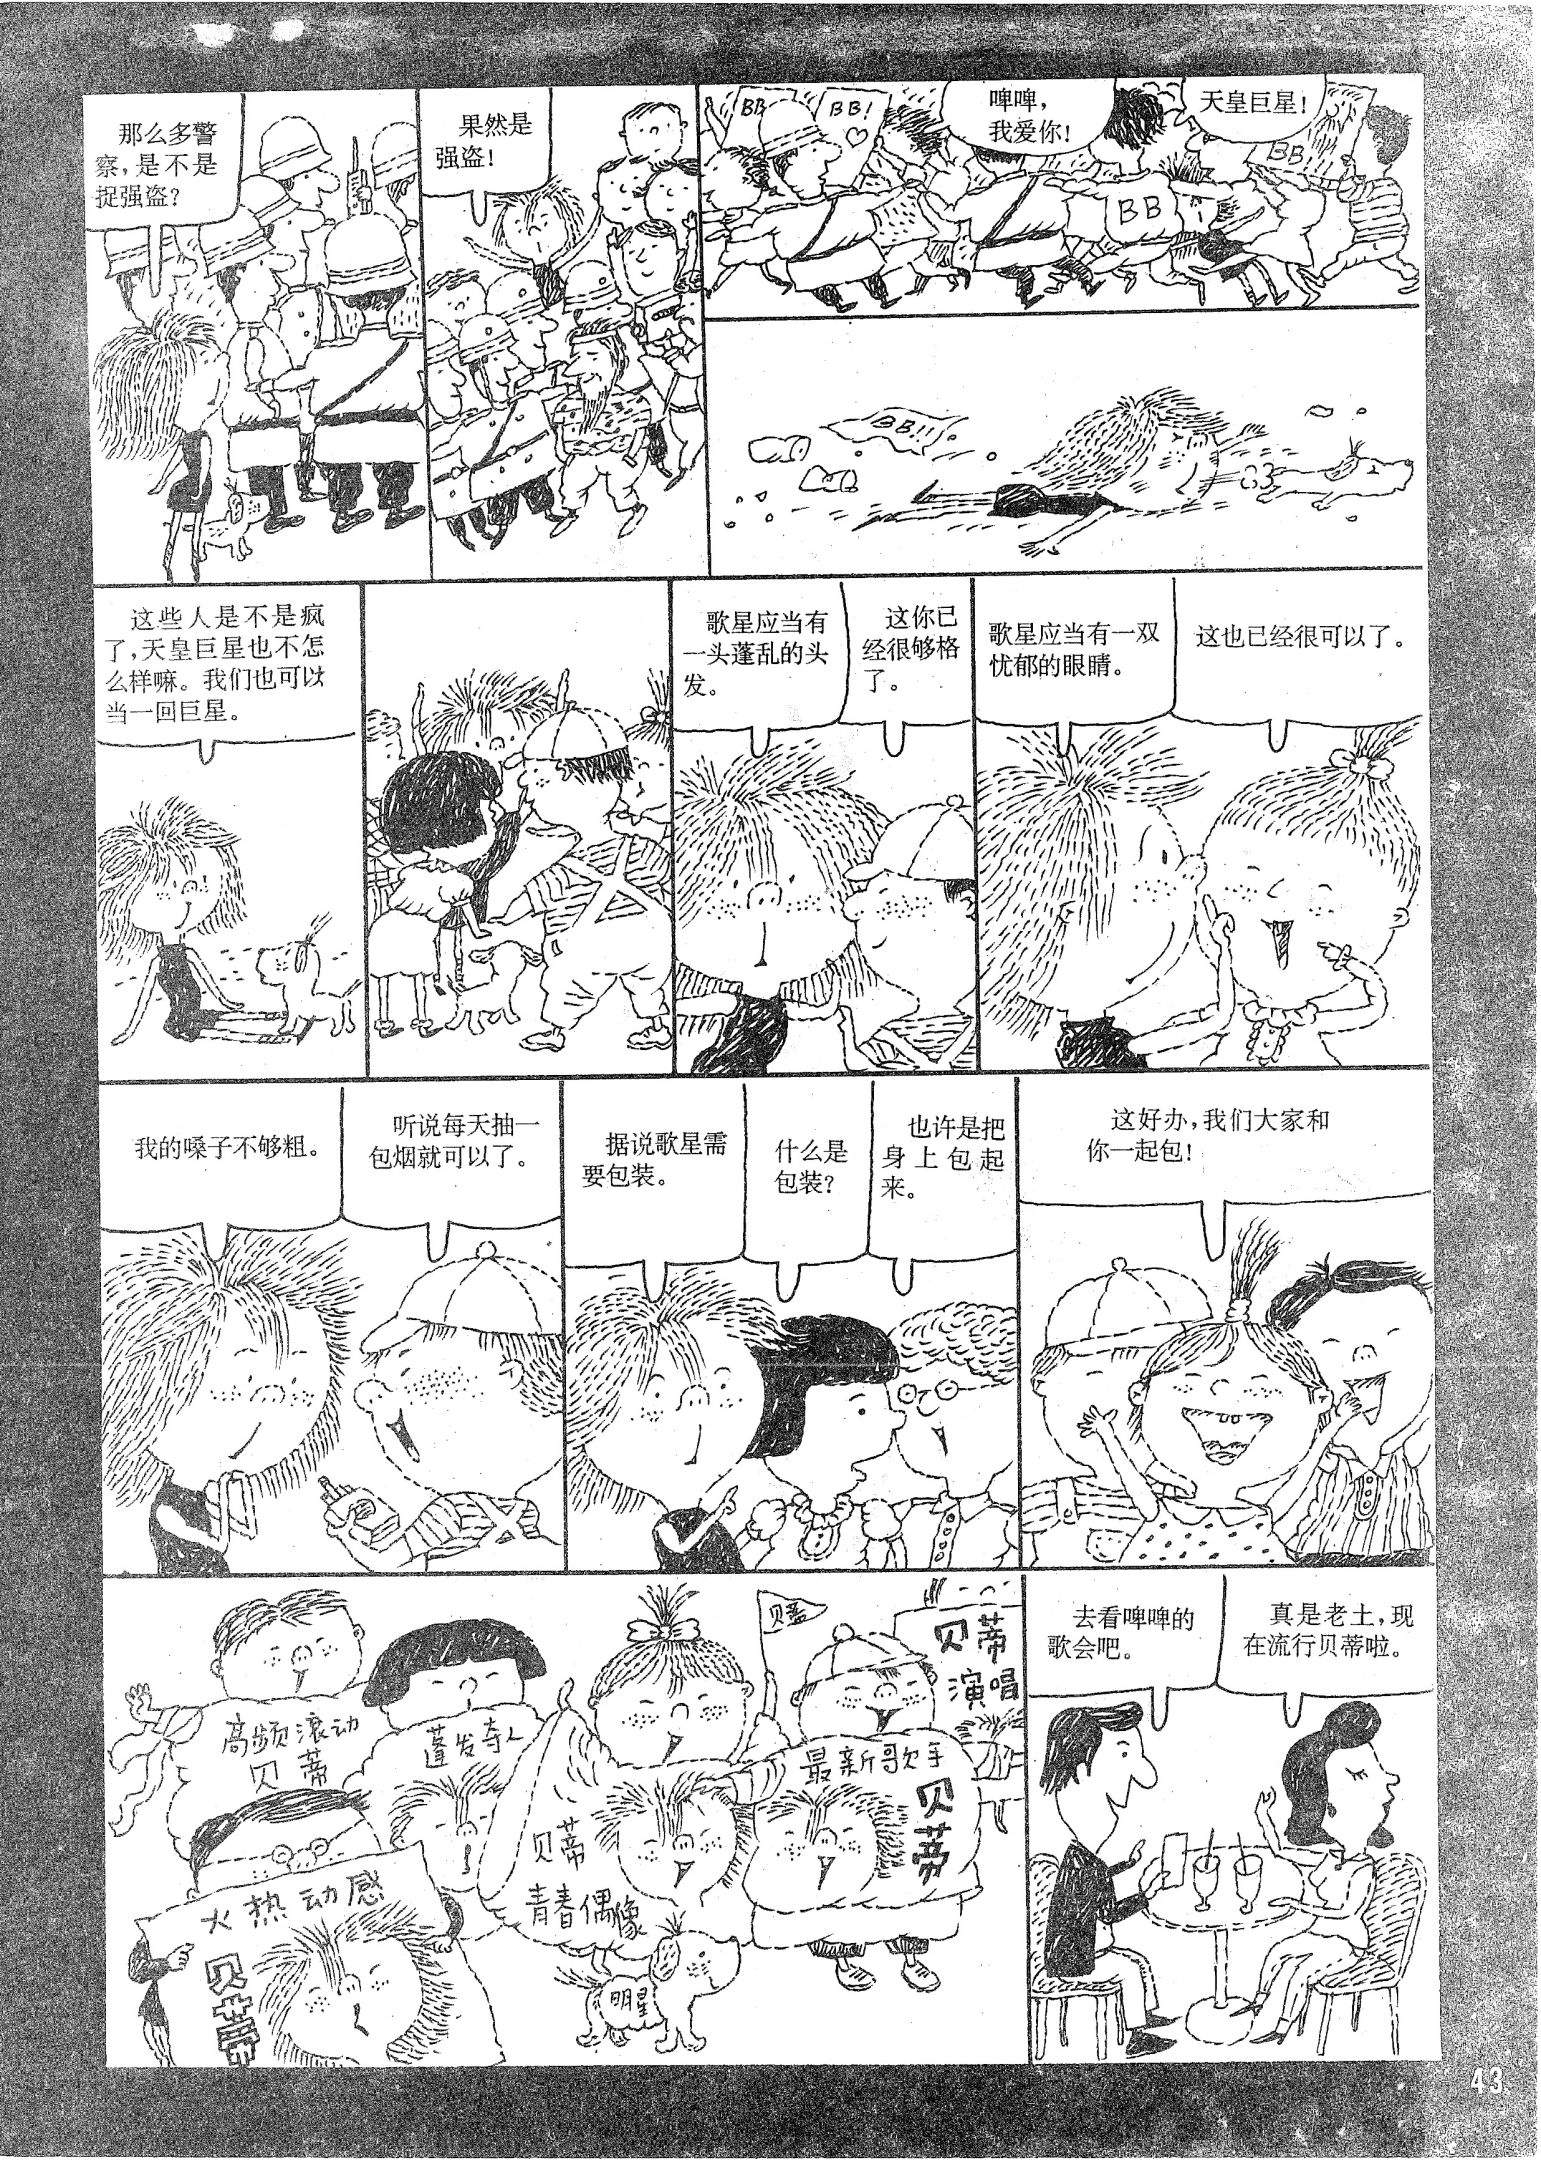 那么多警
察，是不是
捉强盗？
果然是
强盗！
BB
BB！
啤啤，
我爱你！
天皇巨星！
BB
BB
BB！！
这些人是不是疯
了，天皇巨星也不怎
么样嘛。我们也可以
当一回巨星。
歌星应当有
一头蓬乱的头
发。
这你已
经很够格
了。
歌星应当有一双
忧郁的眼睛。
这也已经很可以了。
我的嗓子不够粗。
听说每天抽一
包烟就可以了。
据说歌星需
要包装。
什么是
包装？
也许是把
身上包起
来。
这好办，我们大家和
你一起包！
高频滚动
贝蒂
蓬发夺人
贝蒂
青春偶像
贝蒂
最新歌手
贝蒂
贝蒂
演唱
火热动感
贝蒂
明星
去看啤啤的
歌会吧。
真是老土，现
在流行贝蒂啦。
43